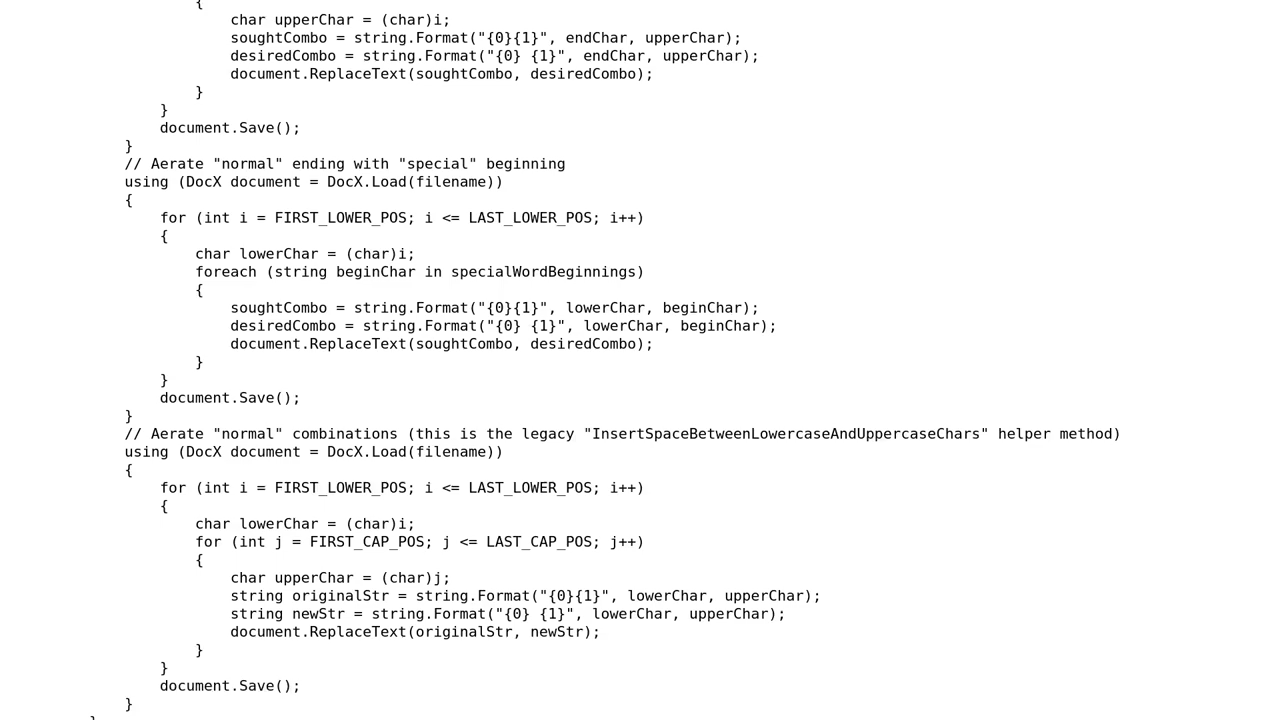 {
char upperChar = (char)i;
soughtCombo = string.Format("{0}{1}", endChar, upperChar);
desiredCombo = string.Format("{0} {1}", endChar, upperChar);
document.ReplaceText(soughtCombo, desiredCombo);
}
}
document.Save();
}
// Aerate "normal" ending with "special" beginning
using (DocX document = DocX.Load(filename))
{
for (int i = FIRST_LOWER_POS; i <= LAST_LOWER_POS; i++)
{
char lowerChar = (char)i;
foreach (string beginChar in specialWordBeginnings)
{
soughtCombo = string.Format("{0}{1}", lowerChar, beginChar);
desiredCombo = string.Format("{0} {1}", lowerChar, beginChar);
document.ReplaceText(soughtCombo, desiredCombo);
}
}
document.Save();
}
// Aerate "normal" combinations (this is the legacy "InsertSpaceBetweenLowercaseAndUppercaseChars" helper method)
using (DocX document = DocX.Load(filename))
{
for (int i = FIRST_LOWER_POS; i <= LAST_LOWER_POS; i++)
{
char lowerChar = (char)i;
for (int j = FIRST_CAP_POS; j <= LAST_CAP_POS; j++)
{
char upperChar = (char)j;
string originalStr = string.Format("{0}{1}", lowerChar, upperChar);
string newStr = string.Format("{0} {1}", lowerChar, upperChar);
document.ReplaceText(originalStr, newStr);
}
}
document.Save();
}
}